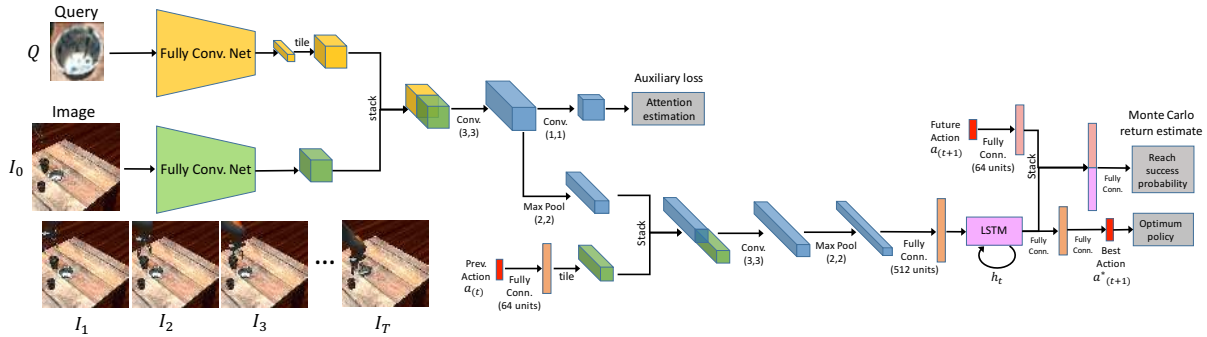 Query
Q
Fully Conv. Net
tile
stack
Image
I₀
Fully Conv. Net
I₁
I₂
I₃
...
I_T
Conv.
(3,3)
Conv.
(1,1)
Auxiliary loss
Attention
estimation
Max Pool
(2,2)
Prev.
Action
a₍t₎
Fully
Conn.
(64 units)
tile
Stack
Conv.
(3,3)
Max Pool
(2,2)
Fully
Conn.
(512 units)
LSTM
h_t
Future
Action
a₍t+1₎
Fully
Conn.
(64 units)
Stack
Fully
Conn.
Monte Carlo
return estimate
Reach
success
probability
Fully
Conn.
Fully
Conn.
Best
Action
a*₍t+1₎
Optimum
policy